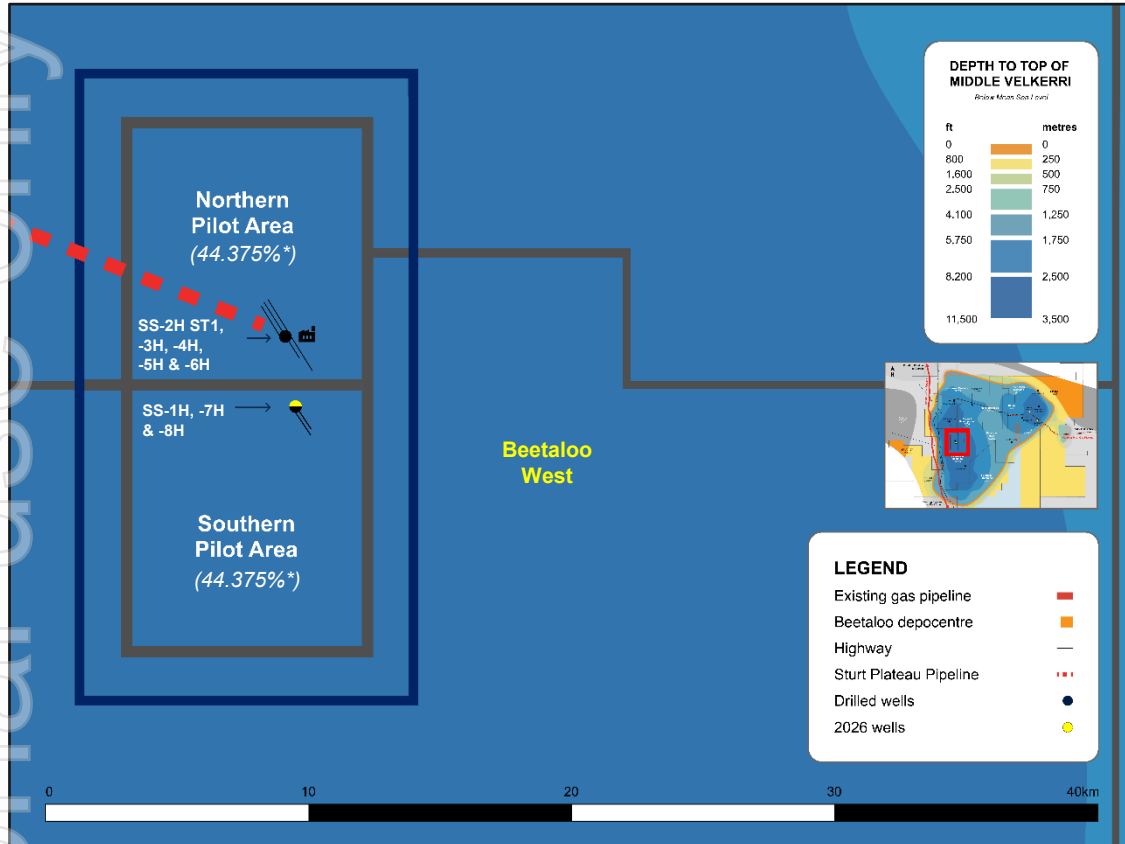 Northern
Pilot Area
(44.375%*)
SS-2H ST1,
-3H, -4H,
-5H & -6H
SS-1H, -7H
& -8H
Southern
Pilot Area
(44.375%*)
Beetaloo
West
DEPTH TO TOP OF
MIDDLE VELKERRI
Below Mean Sea Level
ft metres
0 0
800 250
1,600 500
2,500 750
4,100 1,250
5,750 1,750
8,200 2,500
11,500 3,500
LEGEND
Existing gas pipeline
Beetaloo depocentre
Highway
Sturt Plateau Pipeline
Drilled wells
2026 wells
0 10 20 30 40km